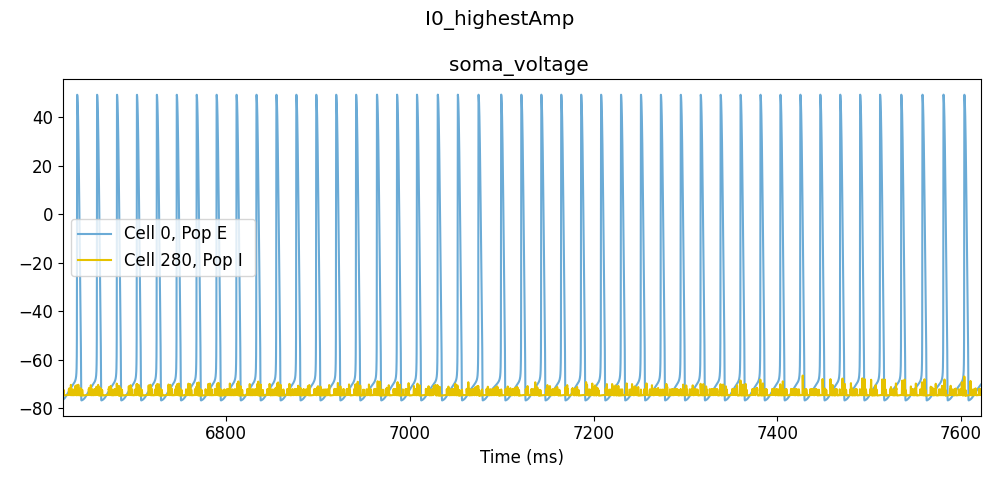 I0_highestAmp
soma_voltage
40
20
0
−20
−40
−60
−80
Cell 0, Pop E
Cell 280, Pop I
6800 7000 7200 7400 7600
Time (ms)